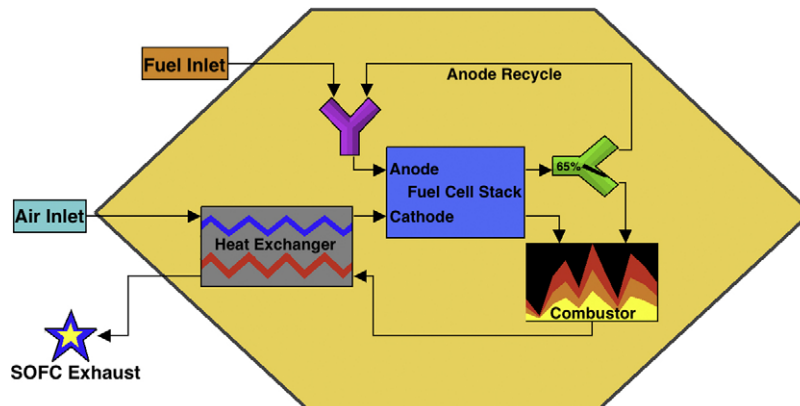 Fuel Inlet
Anode Recycle
Anode
65%
Fuel Cell Stack
Air Inlet
Cathode
Heat Exchanger
Combustor
SOFC Exhaust